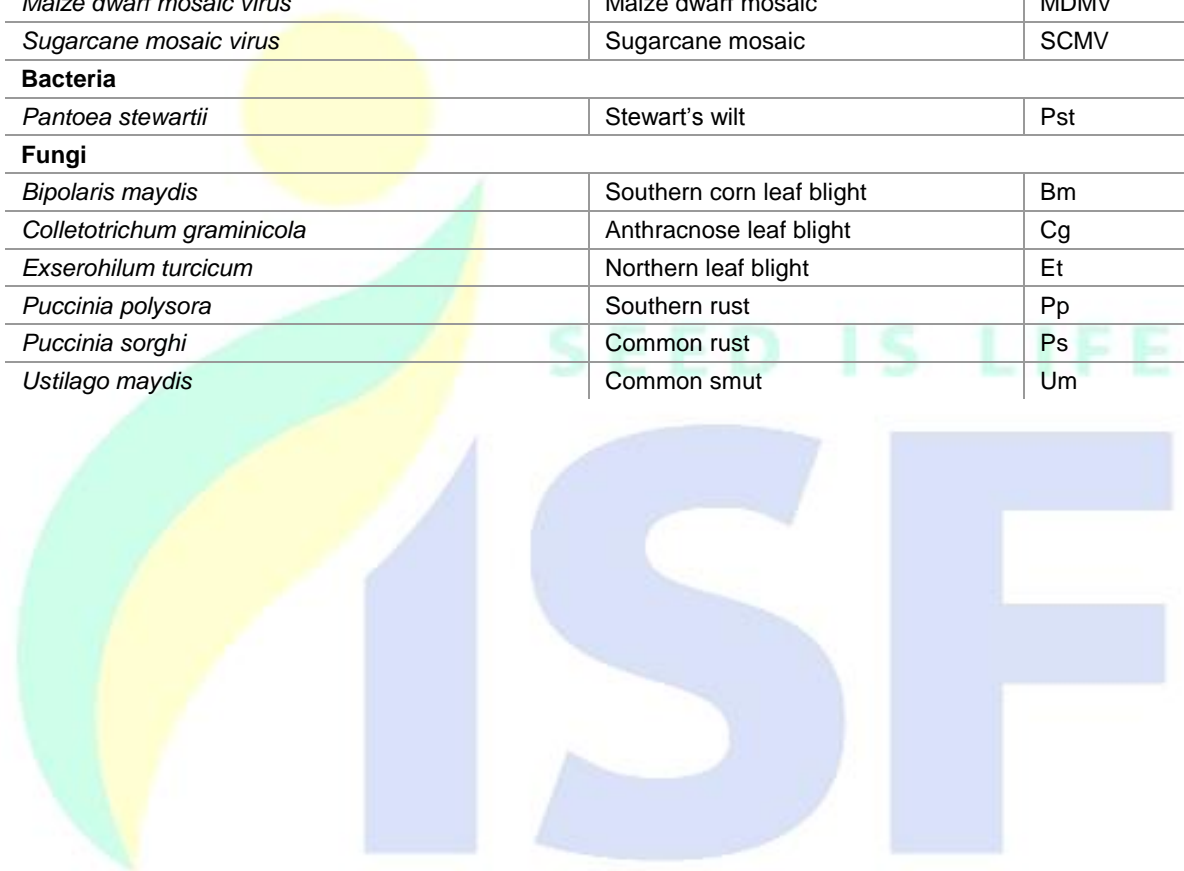 Maize dwarf mosaic virus Maize dwarf mosaic MDMV
Sugarcane mosaic virus Sugarcane mosaic SCMV
Bacteria
Pantoea stewartii Stewart's wilt Pst
Fungi
Bipolaris maydis Southern corn leaf blight Bm
Colletotrichum graminicola Anthracnose leaf blight Cg
Exserohilum turcicum Northern leaf blight Et
Puccinia polysora Southern rust Pp
SEED IS LIFE
Puccinia sorghi Common rust Ps
Ustilago maydis Common smut Um
ISF